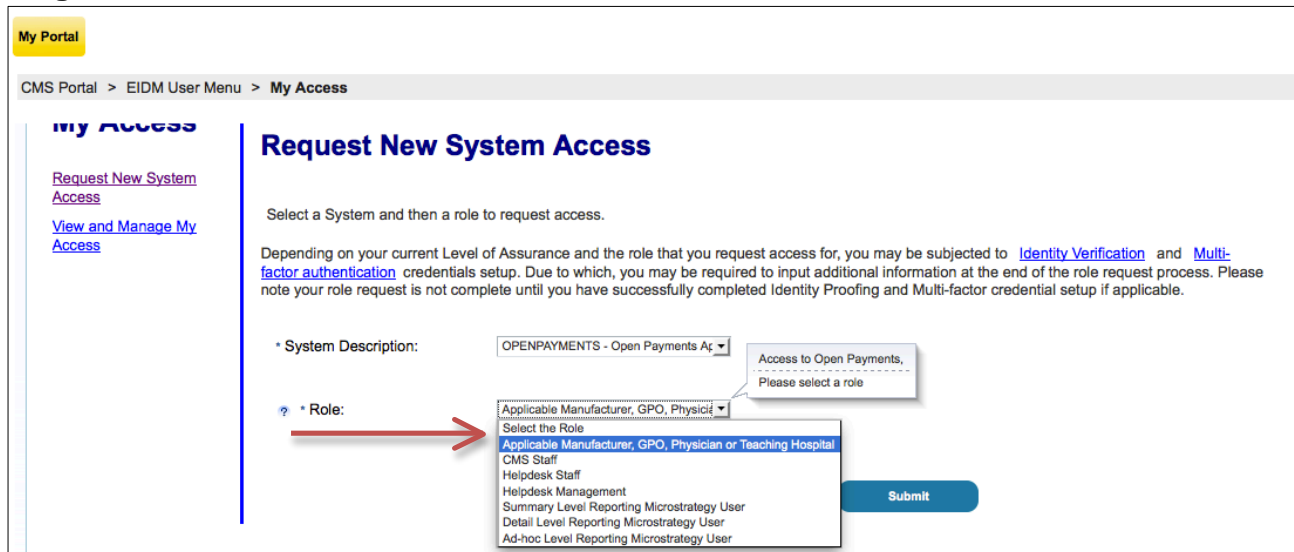 My Portal
CMS Portal > EIDM User Menu > My Access
My Access
Request New System
Access
View and Manage My
Access
Request New System Access
Select a System and then a role to request access.
Depending on your current Level of Assurance and the role that you request access for, you may be subjected to Identity Verification and Multi-
factor authentication credentials setup. Due to which, you may be required to input additional information at the end of the role request process. Please
note your role request is not complete until you have successfully completed Identity Proofing and Multi-factor credential setup if applicable.
* System Description: OPENPAYMENTS - Open Payments Ap
Access to Open Payments,
Please select a role
? * Role: Applicable Manufacturer, GPO, Physicia
Select the Role
Applicable Manufacturer, GPO, Physician or Teaching Hospital
CMS Staff
Helpdesk Staff
Helpdesk Management
Summary Level Reporting Microstrategy User
Detail Level Reporting Microstrategy User
Ad-hoc Level Reporting Microstrategy User
Submit